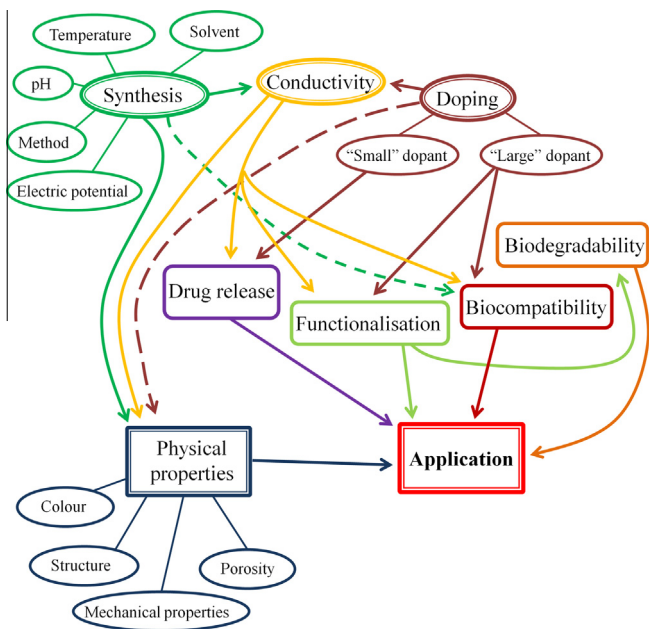 Temperature
Solvent
pH
Synthesis
Conductivity
Doping
Method
Electric potential
“Small” dopant
“Large” dopant
Biodegradability
Drug release
Functionalisation
Biocompatibility
Physical
properties
Application
Colour
Structure
Porosity
Mechanical properties